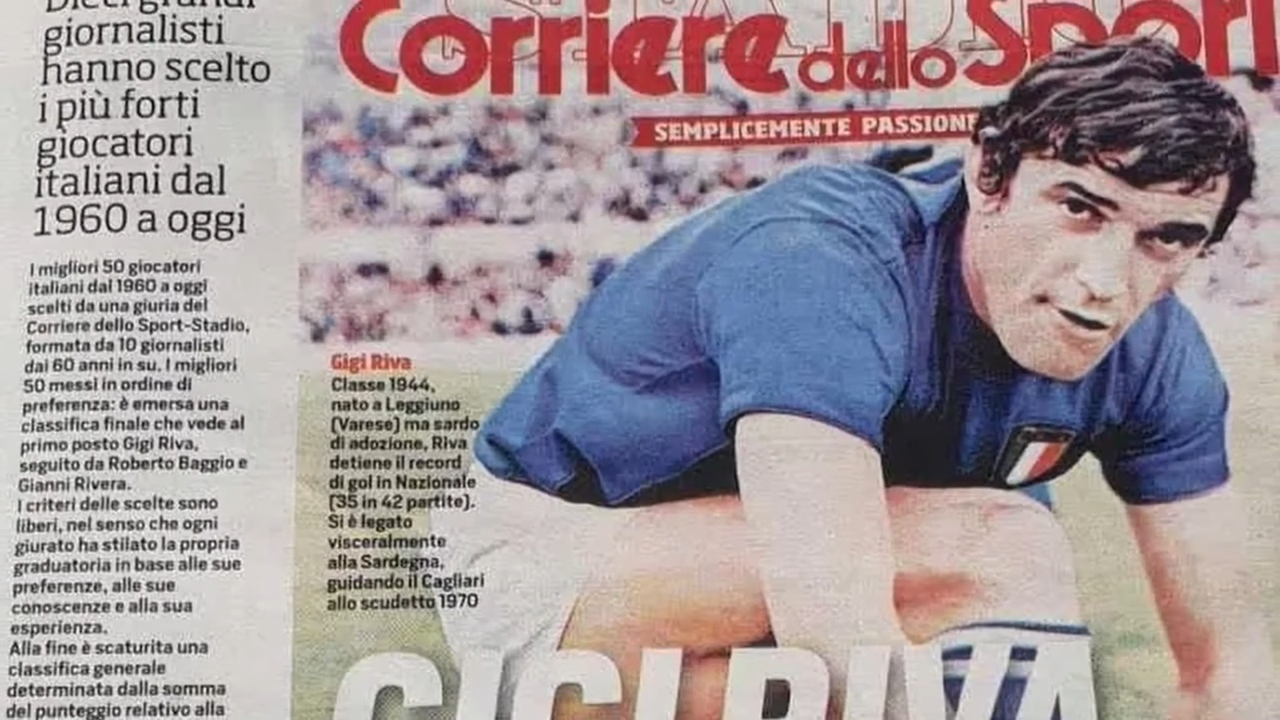 Dieci grandi
giornalisti
hanno scelto
i più forti
giocatori
italiani dal
1960 a oggi
I migliori 50 giocatori
italiani dal 1960 a oggi
scelti da una giuria del
Corriere dello Sport-Stadio,
formata da 10 giornalisti
dai 60 anni in su. I migliori
50 messi in ordine di
preferenza: è emersa una
classifica finale che vede al
primo posto Gigi Riva,
seguito da Roberto Baggio e
Gianni Rivera.
I criteri delle scelte sono
liberi, nel senso che ogni
giurato ha stilato la propria
graduatoria in base alle sue
preferenze, alle sue
conoscenze e alla sua
esperienza.
Alla fine è scaturita una
classifica generale
determinata dalla somma
del punteggio relativo alla
STADIO
Corriere dello Sport
SEMPLICEMENTE PASSIONE
Gigi Riva
Classe 1944,
nato a Leggiuno
(Varese) ma sardo
di adozione, Riva
detiene il record
di gol in Nazionale
(35 in 42 partite).
Si è legato
visceralmente
alla Sardegna,
guidando il Cagliari
allo scudetto 1970
GIGI RIVA